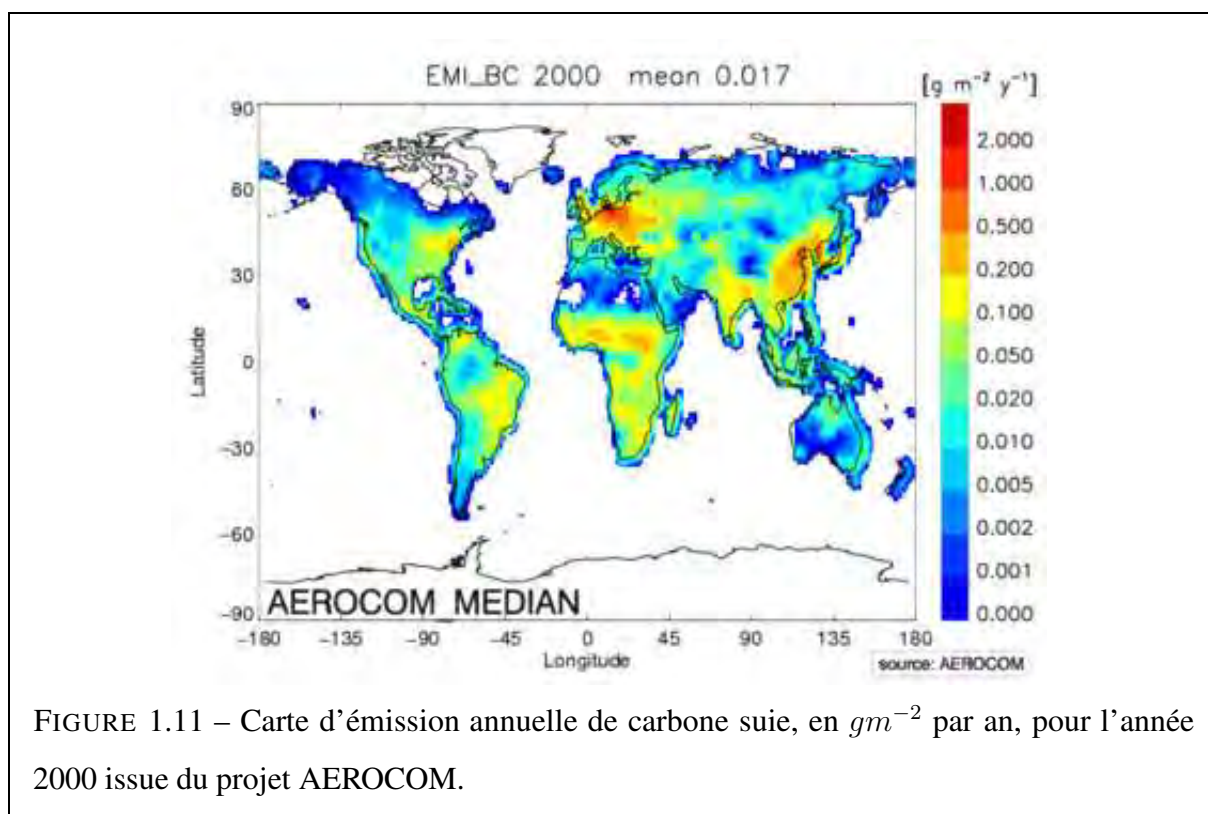 EMI_BC 2000 mean 0.017
[g m⁻² y⁻¹]
90
60
30
0
−30
−60
−90
Latitude
2.000
1.000
0.500
0.200
0.100
0.050
0.020
0.010
0.005
0.002
0.001
0.000
AEROCOM_MEDIAN
−180 −135 −90 −45 0 45 90 135 180
Longitude
source: AEROCOM
FIGURE 1.11 – Carte d'émission annuelle de carbone suie, en gm⁻² par an, pour l'année
2000 issue du projet AEROCOM.